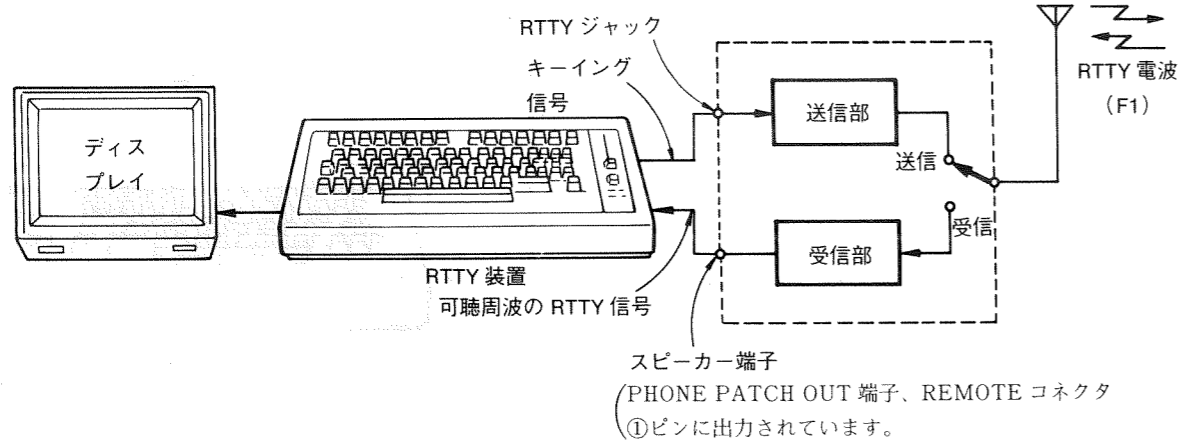 RTTY ジャック
キーイング
信号
ディス
プレイ
送信部
送信
受信
受信部
RTTY 電波
(F1)
RTTY 装置
可聴周波の RTTY 信号
スピーカー端子
(PHONE PATCH OUT 端子、REMOTE コネクタ
①ピンに出力されています。